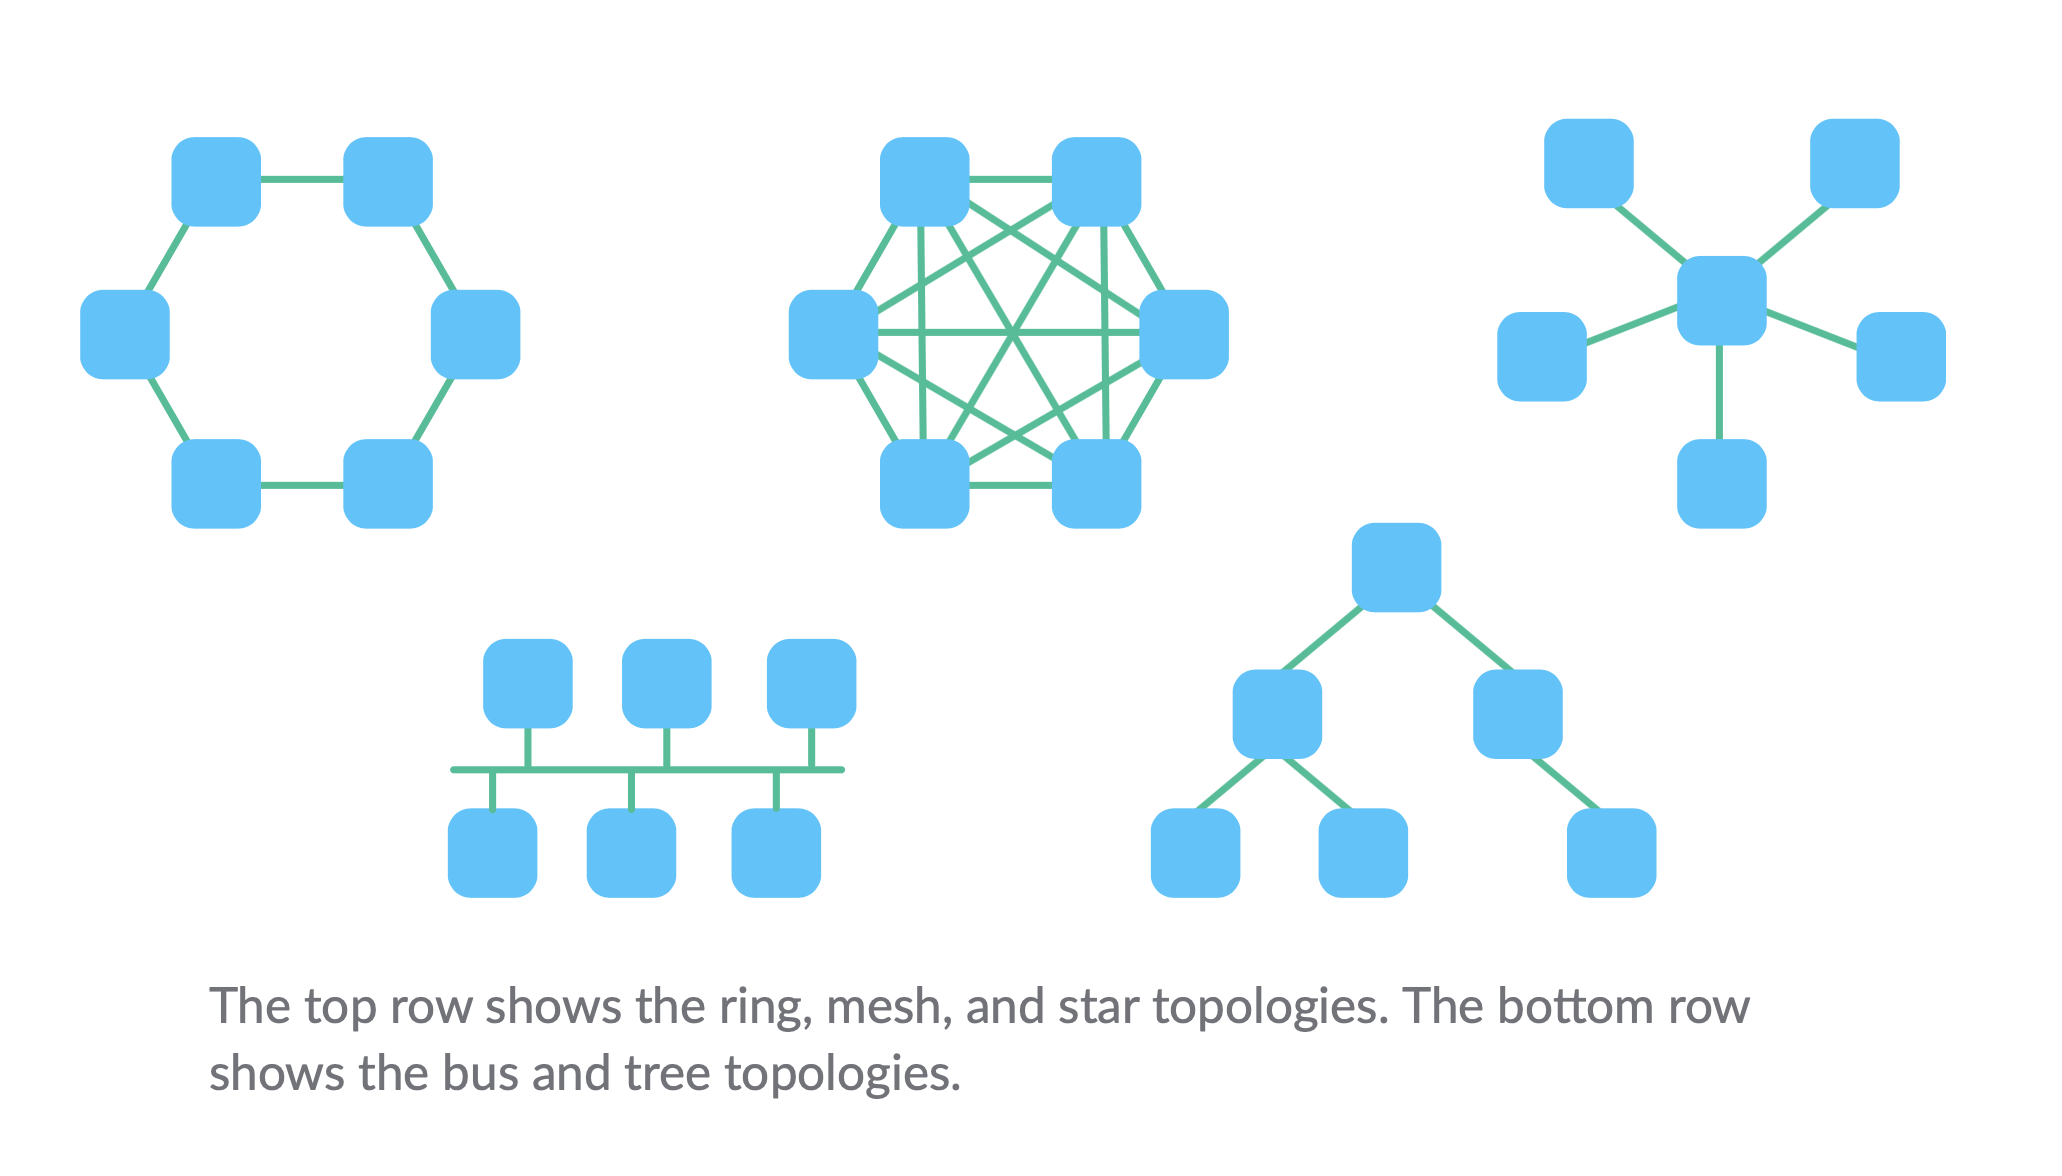 The top row shows the ring, mesh, and star topologies. The bottom row
shows the bus and tree topologies.